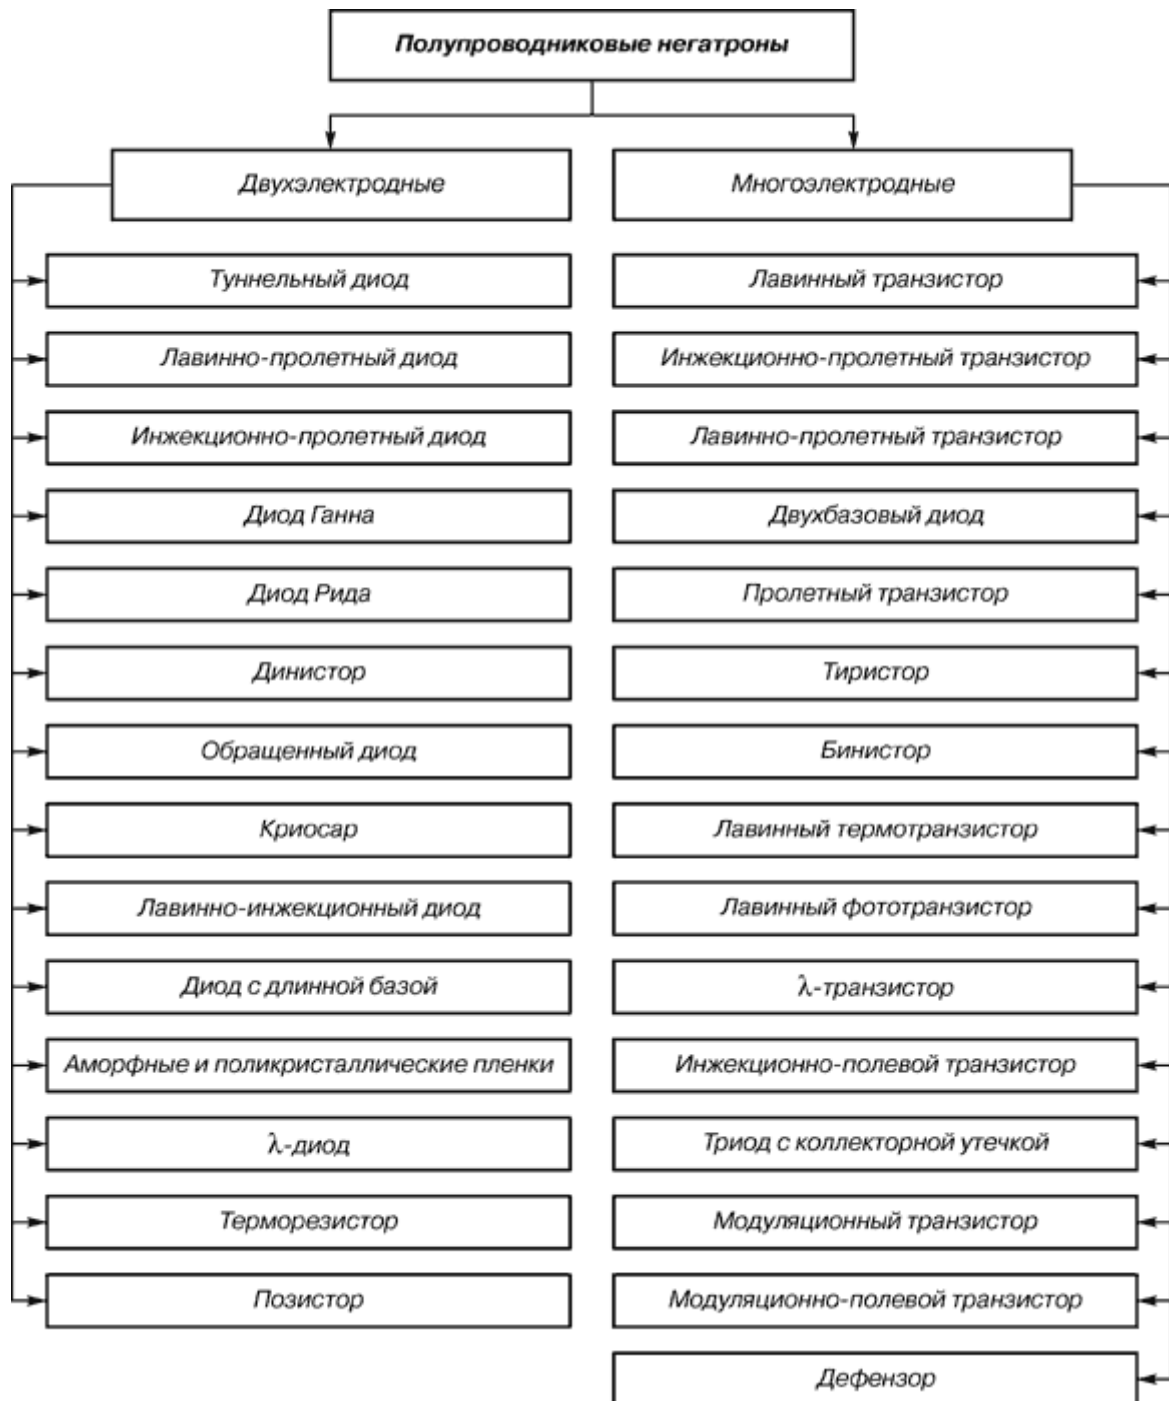 Полупроводниковые негатроны
Двухэлектродные
Многоэлектродные
Туннельный диод
Лавинно-пролетный диод
Инжекционно-пролетный диод
Диод Ганна
Диод Рида
Динистор
Обращенный диод
Криосар
Лавинно-инжекционный диод
Диод с длинной базой
Аморфные и поликристаллические пленки
λ-диод
Терморезистор
Позистор
Лавинный транзистор
Инжекционно-пролетный транзистор
Лавинно-пролетный транзистор
Двухбазовый диод
Пролетный транзистор
Тиристор
Бинистор
Лавинный термотранзистор
Лавинный фототранзистор
λ-транзистор
Инжекционно-полевой транзистор
Триод с коллекторной утечкой
Модуляционный транзистор
Модуляционно-полевой транзистор
Дефензор